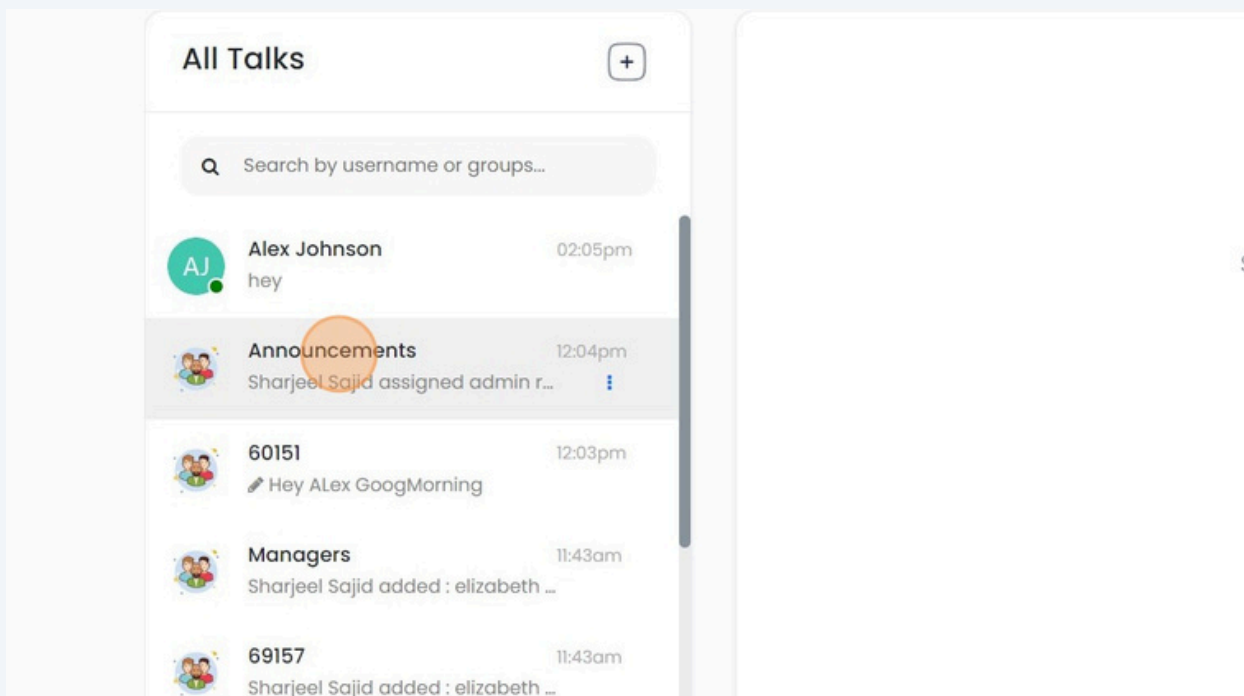 All Talks
+
Search by username or groups...
AJ
Alex Johnson 02:05pm
hey
Announcements 12:04pm
Sharjeel Sajid assigned admin r...
60151 12:03pm
Hey ALex GoogMorning
Managers 11:43am
Sharjeel Sajid added : elizabeth ...
69157 11:43am
Sharjeel Sajid added : elizabeth ...